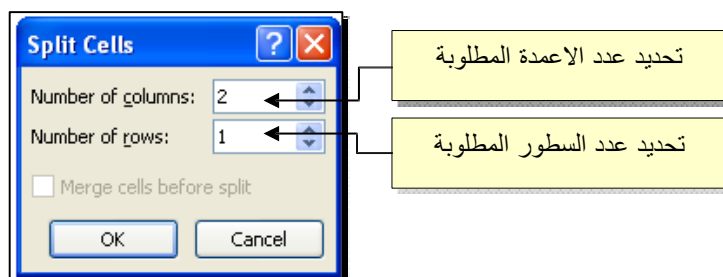 Split Cells
Number of columns: 2
Number of rows: 1
Merge cells before split
OK Cancel
تحديد عدد الاعمدة المطلوبة
تحديد عدد السطور المطلوبة